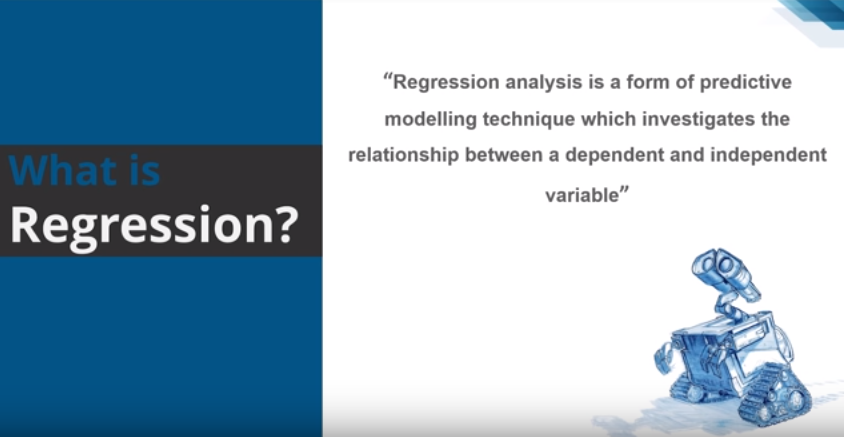 What is
Regression?
“Regression analysis is a form of predictive
modelling technique which investigates the
relationship between a dependent and independent
variable”